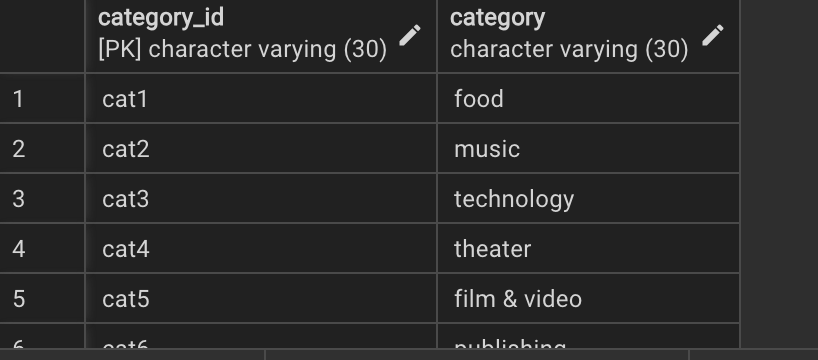 category_id category
[PK] character varying (30) character varying (30)
1 cat1 food
2 cat2 music
3 cat3 technology
4 cat4 theater
5 cat5 film & video
6 cat6 publishing